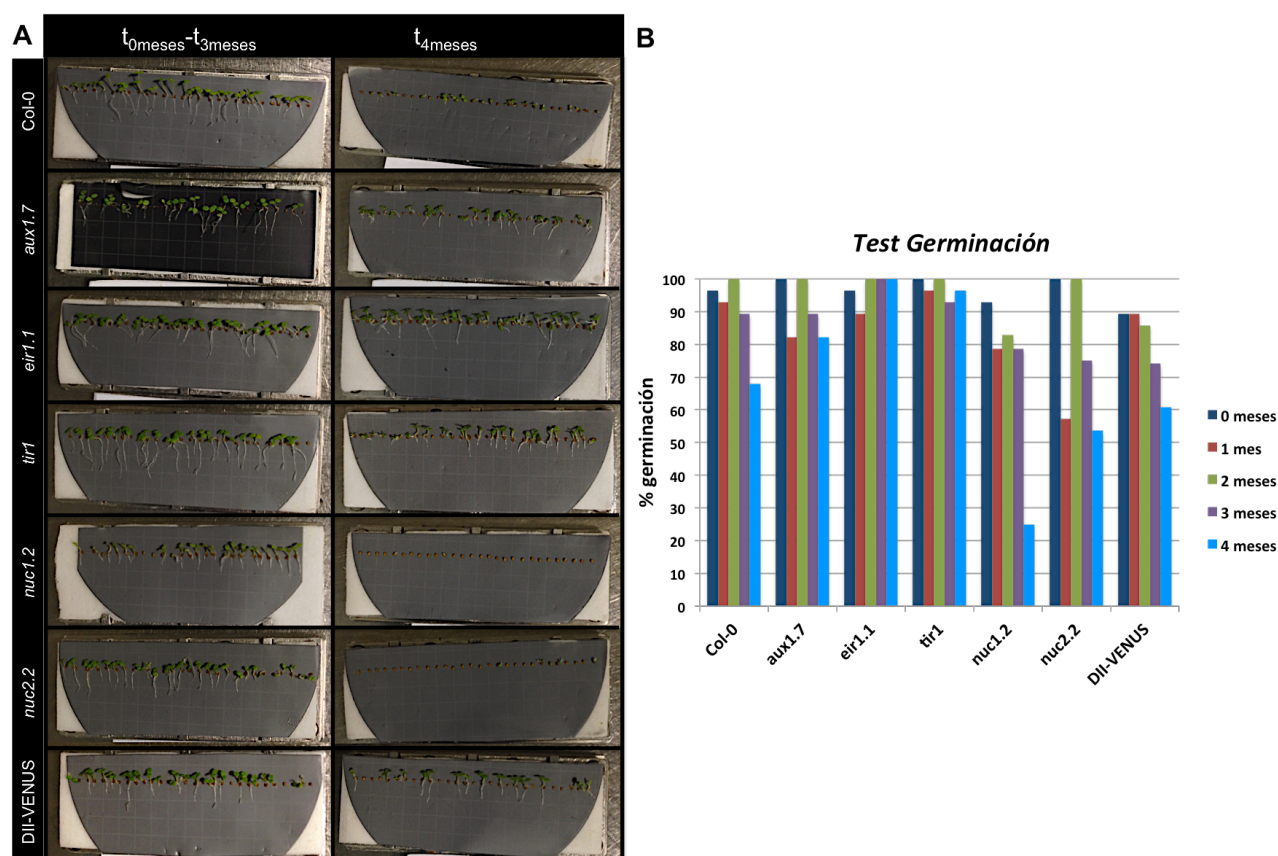 A
t0meses-t3meses
t4meses
Col-0
aux1.7
eir1.1
tir1
nuc1.2
nuc2.2
DII-VENUS
B
Test Germinación
% germinación
100
90
80
70
60
50
40
30
20
10
0
Col-0
aux1.7
eir1.1
tir1
nuc1.2
nuc2.2
DII-VENUS
0 meses
1 mes
2 meses
3 meses
4 meses